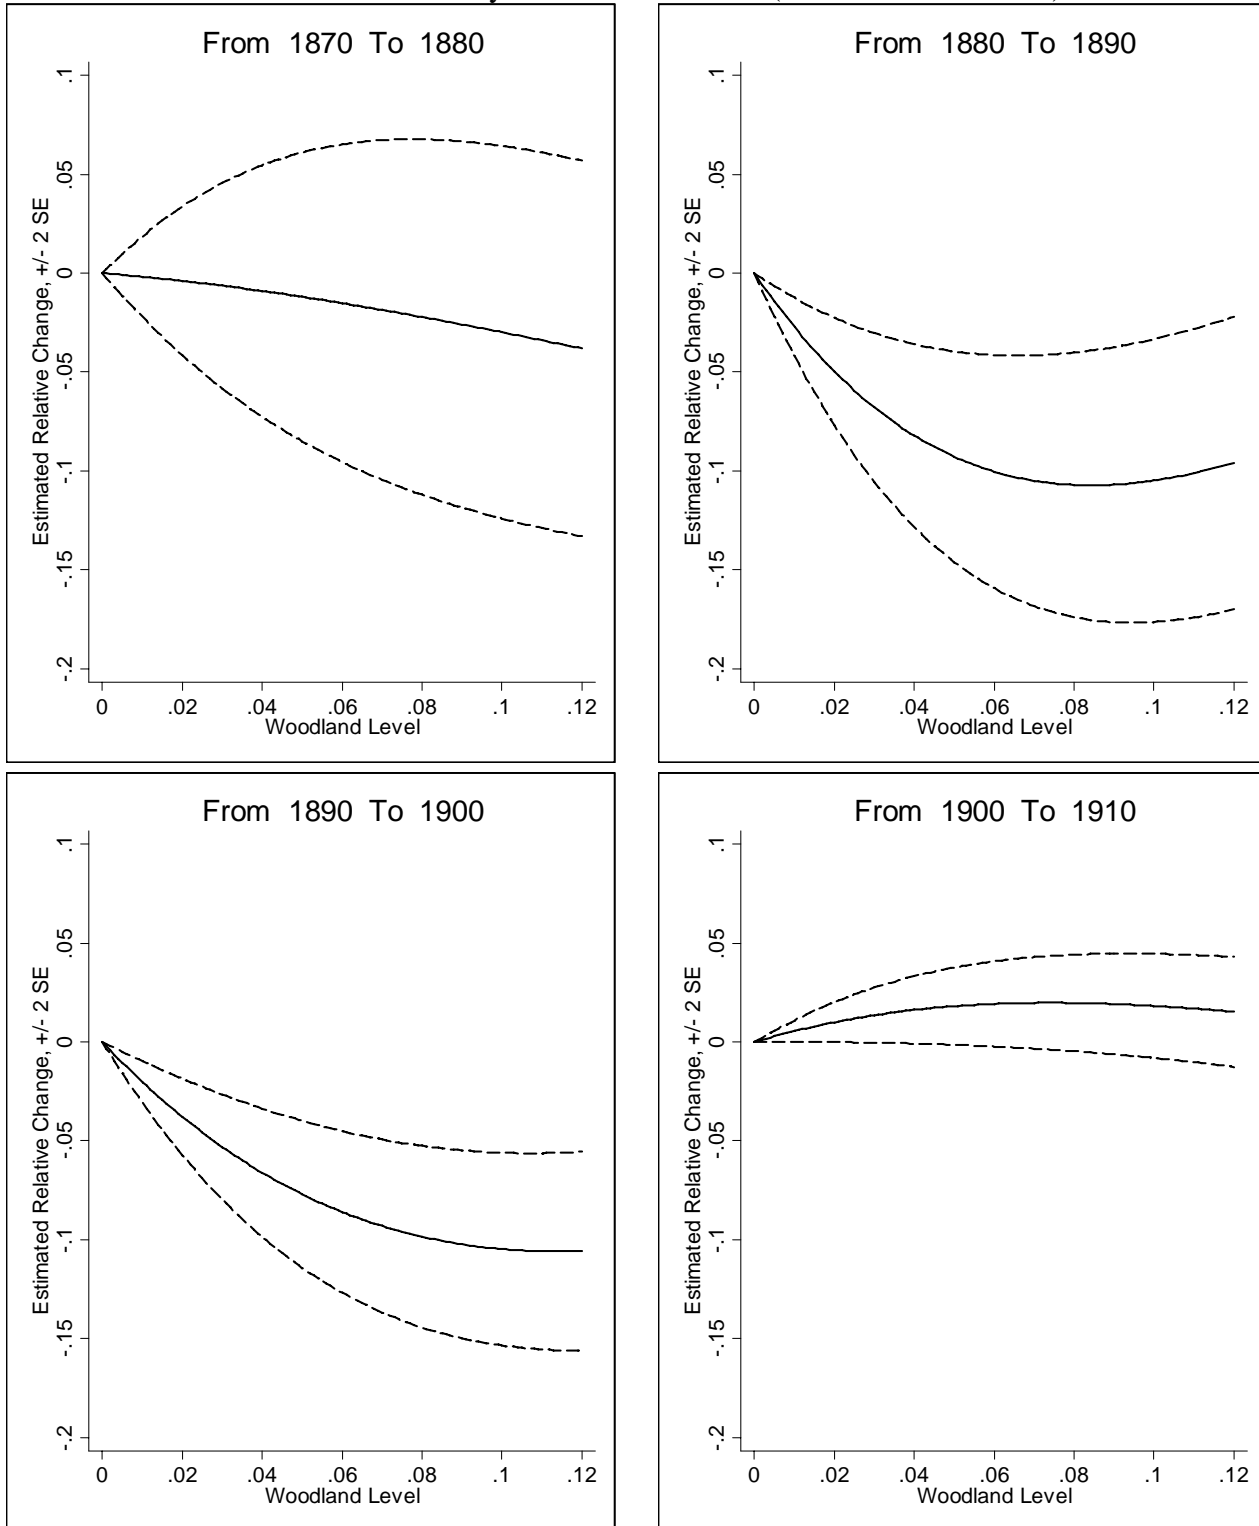 From 1870 To 1880
Estimated Relative Change, +/- 2 SE
.1
.05
0
-.05
-.1
-.15
-.2
0 .02 .04 .06 .08 .1 .12
Woodland Level
From 1880 To 1890
Estimated Relative Change, +/- 2 SE
.1
.05
0
-.05
-.1
-.15
-.2
0 .02 .04 .06 .08 .1 .12
Woodland Level
From 1890 To 1900
Estimated Relative Change, +/- 2 SE
.1
.05
0
-.05
-.1
-.15
-.2
0 .02 .04 .06 .08 .1 .12
Woodland Level
From 1900 To 1910
Estimated Relative Change, +/- 2 SE
.1
.05
0
-.05
-.1
-.15
-.2
0 .02 .04 .06 .08 .1 .12
Woodland Level